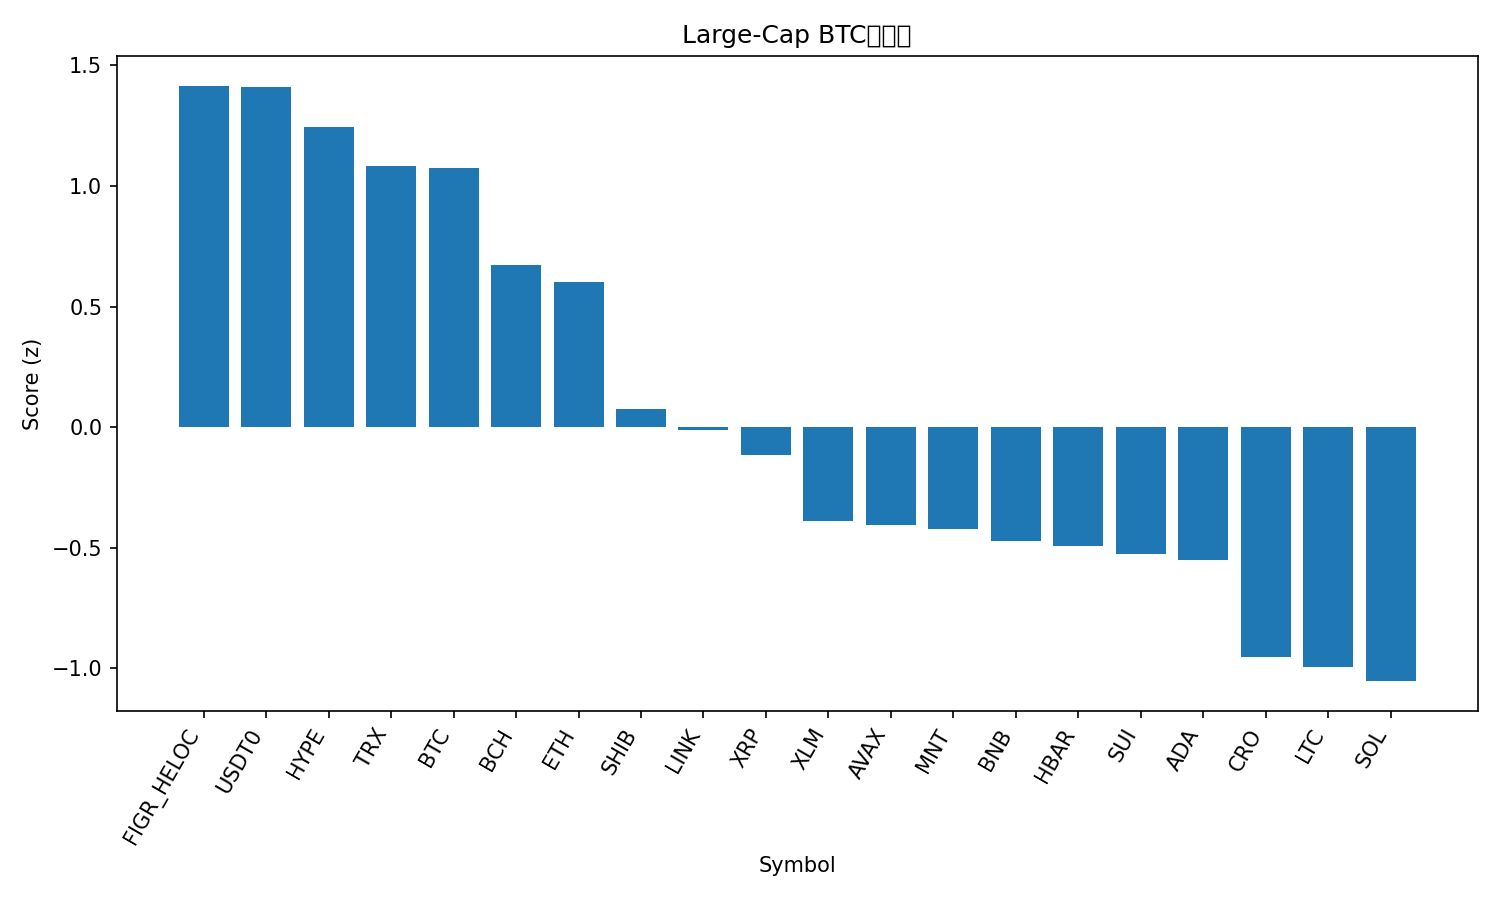 Large-Cap BTC
1.5
1.0
0.5
0.0
−0.5
−1.0
Score (z)
FIGR_HELOC
USDT0
HYPE
TRX
BTC
BCH
ETH
SHIB
LINK
XRP
XLM
AVAX
MNT
BNB
HBAR
SUI
ADA
CRO
LTC
SOL
Symbol